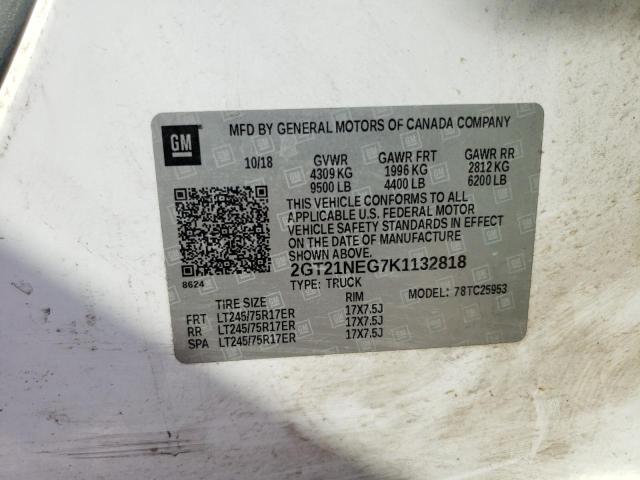 GM
MFD BY GENERAL MOTORS OF CANADA COMPANY
10/18 GVWR GAWR FRT GAWR RR
4309 KG 1996 KG 2812 KG
9500 LB 4400 LB 6200 LB
THIS VEHICLE CONFORMS TO ALL
APPLICABLE U.S. FEDERAL MOTOR
VEHICLE SAFETY STANDARDS IN EFFECT
ON THE DATE OF MANUFACTURE
SHOWN ABOVE.
8624
2GT21NEG7K1132818
TYPE: TRUCK MODEL: 78TC25953
TIRE SIZE RIM
FRT LT245/75R17ER 17X7.5J
RR LT245/75R17ER 17X7.5J
SPA LT245/75R17ER 17X7.5J